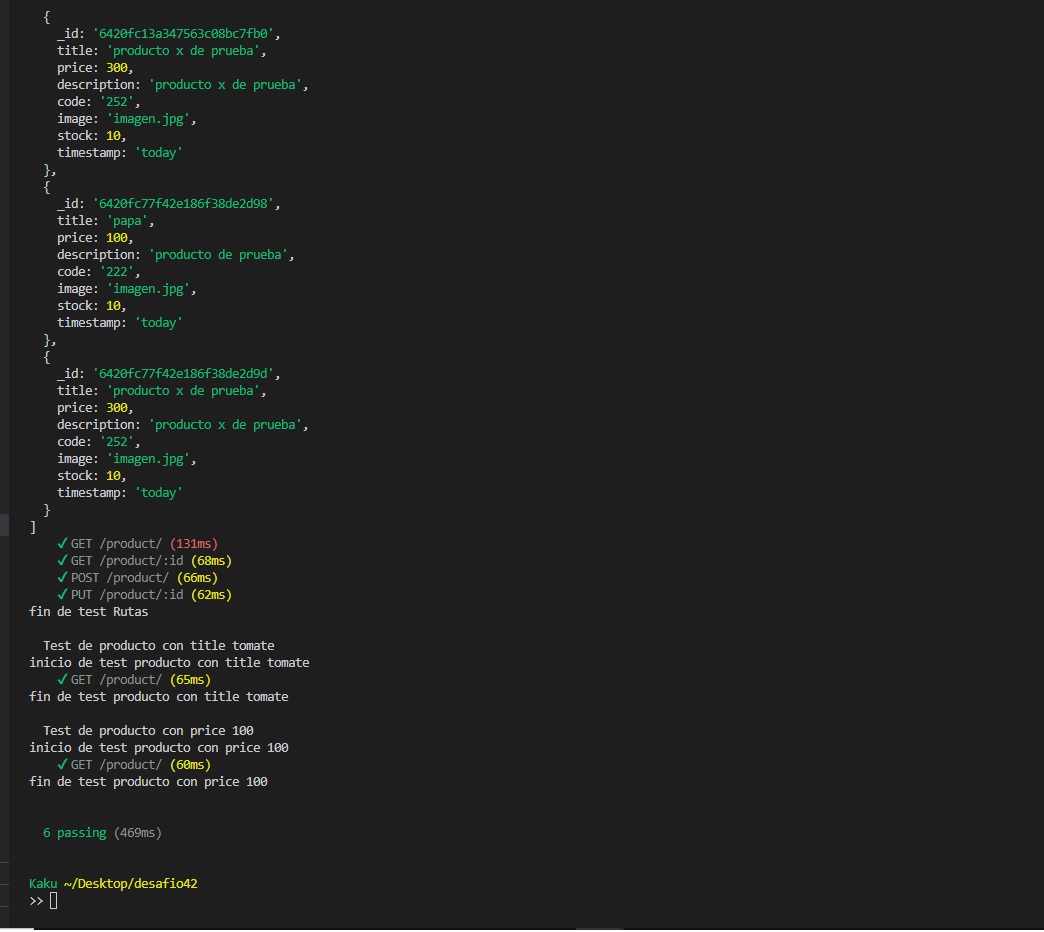 {
_id: '6420fc13a347563c08bc7fb0',
title: 'producto x de prueba',
price: 300,
description: 'producto x de prueba',
code: '252',
image: 'imagen.jpg',
stock: 10,
timestamp: 'today'
},
{
_id: '6420fc77f42e186f38de2d98',
title: 'papa',
price: 100,
description: 'producto de prueba',
code: '222',
image: 'imagen.jpg',
stock: 10,
timestamp: 'today'
},
{
_id: '6420fc77f42e186f38de2d9d',
title: 'producto x de prueba',
price: 300,
description: 'producto x de prueba',
code: '252',
image: 'imagen.jpg',
stock: 10,
timestamp: 'today'
}
]
✓ GET /product/ (131ms)
✓ GET /product/:id (68ms)
✓ POST /product/ (66ms)
✓ PUT /product/:id (62ms)
fin de test Rutas
Test de producto con title tomate
inicio de test producto con title tomate
✓ GET /product/ (65ms)
fin de test producto con title tomate
Test de producto con price 100
inicio de test producto con price 100
✓ GET /product/ (60ms)
fin de test producto con price 100
6 passing (469ms)
Kaku ~/Desktop/desafio42
>>